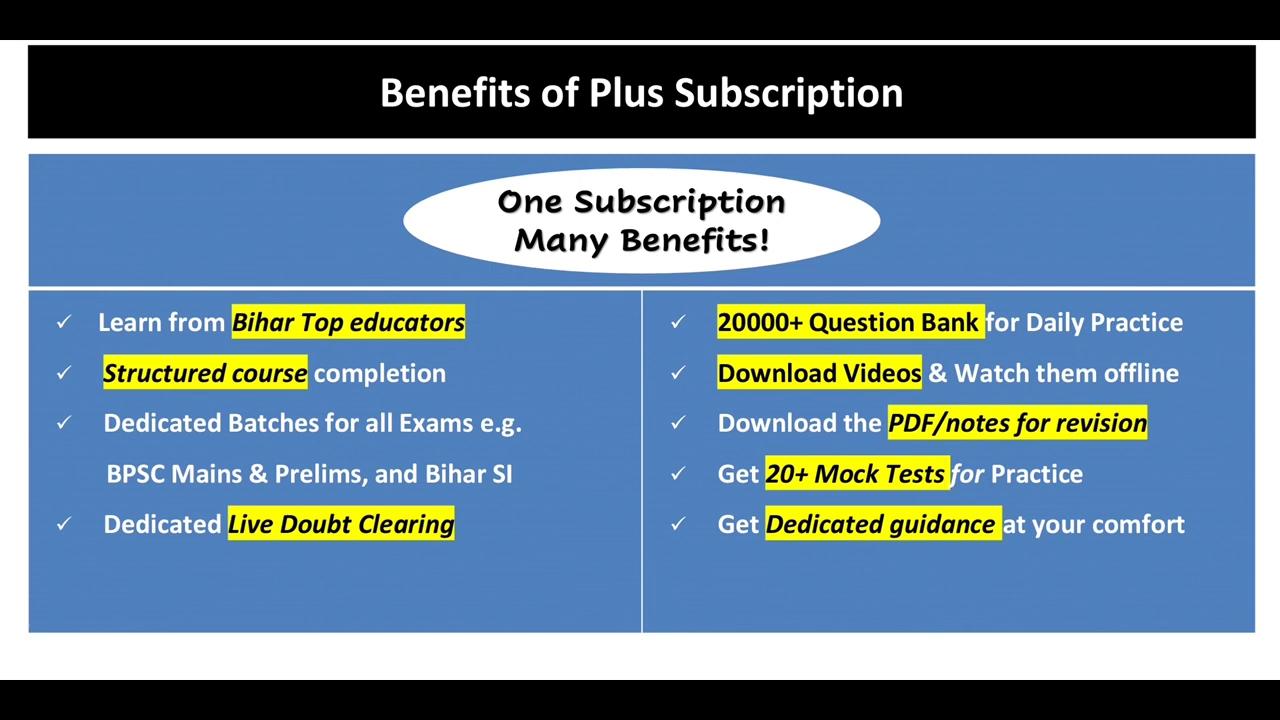 Benefits of Plus Subscription
One Subscription
Many Benefits!
✓ Learn from Bihar Top educators
✓ Structured course completion
✓ Dedicated Batches for all Exams e.g.
BPSC Mains & Prelims, and Bihar SI
✓ Dedicated Live Doubt Clearing
✓ 20000+ Question Bank for Daily Practice
✓ Download Videos & Watch them offline
✓ Download the PDF/notes for revision
✓ Get 20+ Mock Tests for Practice
✓ Get Dedicated guidance at your comfort